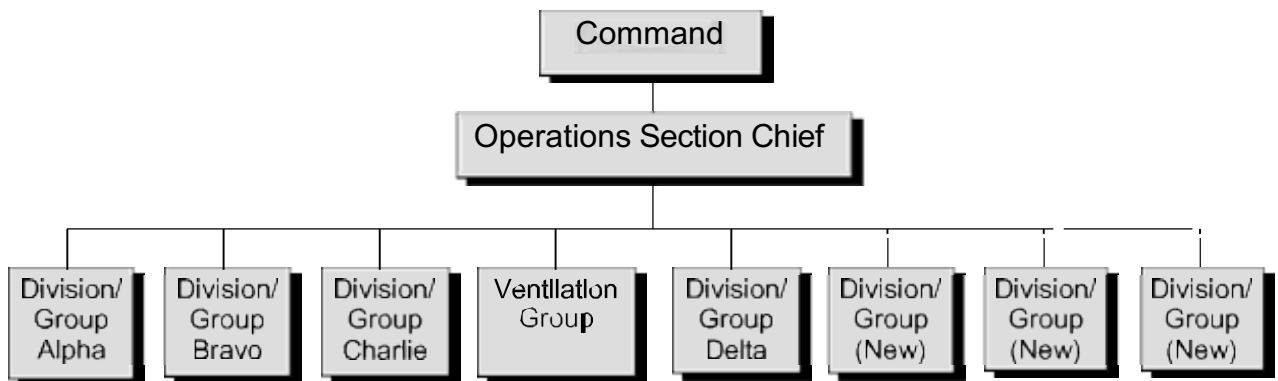 Command
Operations Section Chief
Division/
Group
Alpha
Division/
Group
Bravo
Division/
Group
Charlie
Ventilation
Group
Division/
Group
Delta
Division/
Group
(New)
Division/
Group
(New)
Division/
Group
(New)